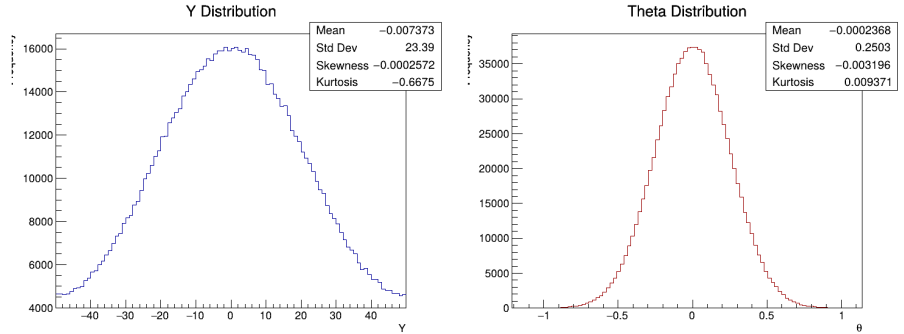 Y Distribution
Mean −0.007373
Std Dev 23.39
Skewness −0.0002572
Kurtosis −0.6675
16000
14000
12000
10000
8000
6000
4000
−40 −30 −20 −10 0 10 20 30 40
Y
Theta Distribution
Mean −0.0002368
Std Dev 0.2503
Skewness −0.003196
Kurtosis 0.009371
35000
30000
25000
20000
15000
10000
5000
0
−1 −0.5 0 0.5 1
θ